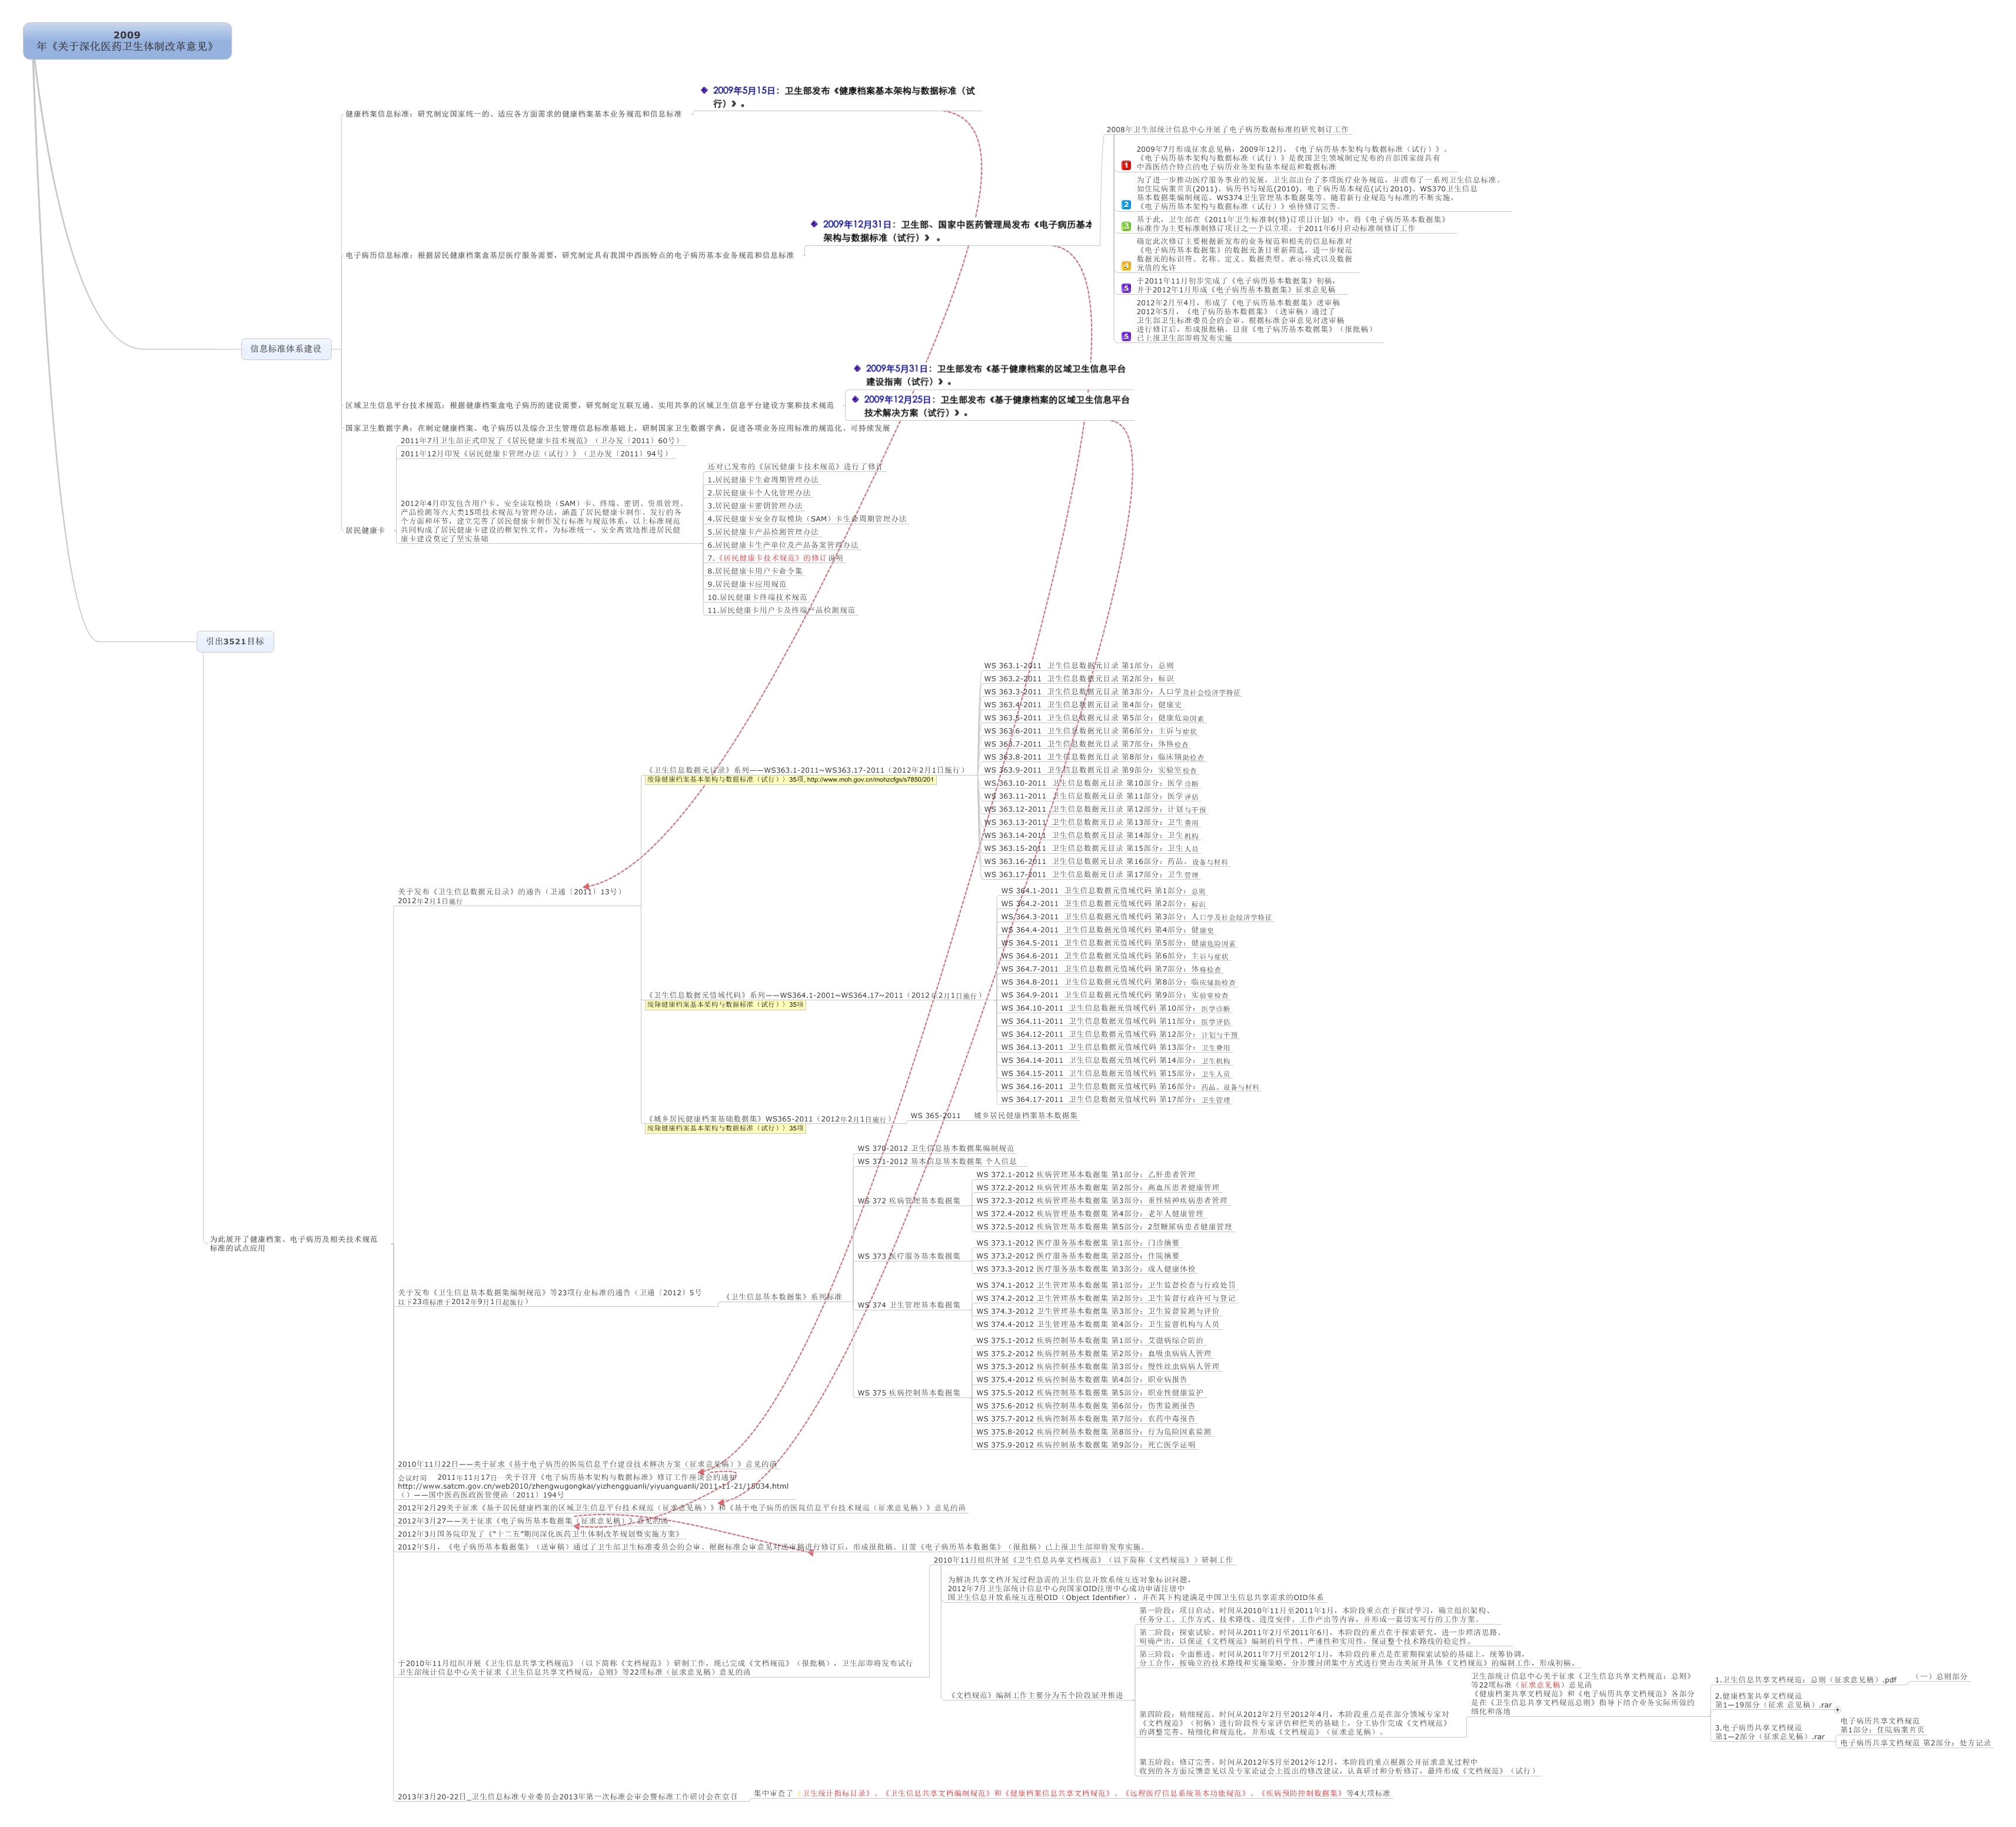 2009
年《关于深化医药卫生体制改革意见》
信息标准体系建设
健康档案信息标准：研究制定国家统一的、适应各方面需求的健康档案基本业务规范和信息标准
2009年5月15日：卫生部发布《健康档案基本架构与数据标准（试
行）》。
电子病历信息标准：根据居民健康档案盒基层医疗服务需要，研究制定具有我国中西医特点的电子病历基本业务规范和信息标准
2009年12月31日：卫生部、国家中医药管理局发布《电子病历基本
架构与数据标准（试行）》。
2008年卫生部统计信息中心开展了电子病历数据标准的研究制订工作
1
2009年7月形成征求意见稿，2009年12月，《电子病历基本架构与数据标准（试行）》。
《电子病历基本架构与数据标准（试行）》是我国卫生领域制定发布的首部国家级具有
中西医结合特点的电子病历业务架构基本规范和数据标准
2
为了进一步推动医疗服务事业的发展，卫生部出台了多项医疗业务规范，并颁布了一系列卫生信息标准。
如住院病案首页(2011)、病历书写规范(2010)、电子病历基本规范(试行2010)、WS370卫生信息
基本数据集编制规范、WS374卫生管理基本数据集等。随着新行业规范与标准的不断实施，
《电子病历基本架构与数据标准（试行）》亟待修订完善。
3
基于此，卫生部在《2011年卫生标准制(修)订项目计划》中，将《电子病历基本数据集》
标准作为主要标准制修订项目之一予以立项。于2011年6月启动标准制修订工作
4
确定此次修订主要根据新发布的业务规范和相关的信息标准对
《电子病历基本数据集》的数据元条目重新筛选，进一步规范
数据元的标识符、名称、定义、数据类型、表示格式以及数据
元值的允许
5
于2011年11月初步完成了《电子病历基本数据集》初稿，
并于2012年1月形成《电子病历基本数据集》征求意见稿
5
2012年2月至4月，形成了《电子病历基本数据集》送审稿
2012年5月，《电子病历基本数据集》（送审稿）通过了
卫生部卫生标准委员会的会审。根据标准会审意见对送审稿
进行修订后，形成报批稿。目前《电子病历基本数据集》（报批稿）
已上报卫生部即将发布实施
区域卫生信息平台技术规范：根据健康档案盒电子病历的建设需要，研究制定互联互通、实用共享的区域卫生信息平台建设方案和技术规范
2009年5月31日：卫生部发布《基于健康档案的区域卫生信息平台
建设指南（试行）》。
2009年12月25日：卫生部发布《基于健康档案的区域卫生信息平台
技术解决方案（试行）》。
国家卫生数据字典：在制定健康档案、电子病历以及综合卫生管理信息标准基础上，研制国家卫生数据字典，促进各项业务应用标准的规范化、可持续发展
居民健康卡
2011年7月卫生部正式印发了《居民健康卡技术规范》（卫办发〔2011〕60号）
2011年12月印发《居民健康卡管理办法（试行）》（卫办发〔2011〕94号）
2012年4月印发包含用户卡、安全读取模块（SAM）卡、终端、密钥、资质管理、
产品检测等六大类15项技术规范与管理办法，涵盖了居民健康卡制作、发行的各
个方面和环节，建立完善了居民健康卡制作发行标准与规范体系，以上标准规范
共同构成了居民健康卡建设的框架性文件，为标准统一、安全高效地推进居民健
康卡建设奠定了坚实基础
还对已发布的《居民健康卡技术规范》进行了修订
1.居民健康卡生命周期管理办法
2.居民健康卡个人化管理办法
3.居民健康卡密钥管理办法
4.居民健康卡安全存取模块（SAM）卡生命周期管理办法
5.居民健康卡产品检测管理办法
6.居民健康卡生产单位及产品备案管理办法
7.《居民健康卡技术规范》的修订说明
8.居民健康卡用户卡命令集
9.居民健康卡应用规范
10.居民健康卡终端技术规范
11.居民健康卡用户卡及终端产品检测规范
引出3521目标
为此展开了健康档案、电子病历及相关技术规范
标准的试点应用
关于发布《卫生信息数据元目录》的通告（卫通〔2011〕13号）
2012年2月1日施行
《卫生信息数据元目录》系列——WS363.1-2011~WS363.17-2011（2012年2月1日施行）
废除健康档案基本架构与数据标准（试行））35项, http://www.moh.gov.cn/mohzcfgs/s7850/201
WS 363.1-2011 卫生信息数据元目录 第1部分：总则
WS 363.2-2011 卫生信息数据元目录 第2部分：标识
WS 363.3-2011 卫生信息数据元目录 第3部分：人口学及社会经济学特征
WS 363.4-2011 卫生信息数据元目录 第4部分：健康史
WS 363.5-2011 卫生信息数据元目录 第5部分：健康危险因素
WS 363.6-2011 卫生信息数据元目录 第6部分：主诉与症状
WS 363.7-2011 卫生信息数据元目录 第7部分：体格检查
WS 363.8-2011 卫生信息数据元目录 第8部分：临床辅助检查
WS 363.9-2011 卫生信息数据元目录 第9部分：实验室检查
WS 363.10-2011 卫生信息数据元目录 第10部分：医学诊断
WS 363.11-2011 卫生信息数据元目录 第11部分：医学评估
WS 363.12-2011 卫生信息数据元目录 第12部分：计划与干预
WS 363.13-2011 卫生信息数据元目录 第13部分：卫生费用
WS 363.14-2011 卫生信息数据元目录 第14部分：卫生机构
WS 363.15-2011 卫生信息数据元目录 第15部分：卫生人员
WS 363.16-2011 卫生信息数据元目录 第16部分：药品、设备与材料
WS 363.17-2011 卫生信息数据元目录 第17部分：卫生管理
《卫生信息数据元值域代码》系列——WS364.1-2001~WS364.17~2011（2012年2月1日施行）
废除健康档案基本架构与数据标准（试行））35项
WS 364.1-2011 卫生信息数据元值域代码 第1部分：总则
WS 364.2-2011 卫生信息数据元值域代码 第2部分：标识
WS 364.3-2011 卫生信息数据元值域代码 第3部分：人口学及社会经济学特征
WS 364.4-2011 卫生信息数据元值域代码 第4部分：健康史
WS 364.5-2011 卫生信息数据元值域代码 第5部分：健康危险因素
WS 364.6-2011 卫生信息数据元值域代码 第6部分：主诉与症状
WS 364.7-2011 卫生信息数据元值域代码 第7部分：体格检查
WS 364.8-2011 卫生信息数据元值域代码 第8部分：临床辅助检查
WS 364.9-2011 卫生信息数据元值域代码 第9部分：实验室检查
WS 364.10-2011 卫生信息数据元值域代码 第10部分：医学诊断
WS 364.11-2011 卫生信息数据元值域代码 第11部分：医学评估
WS 364.12-2011 卫生信息数据元值域代码 第12部分：计划与干预
WS 364.13-2011 卫生信息数据元值域代码 第13部分：卫生费用
WS 364.14-2011 卫生信息数据元值域代码 第14部分：卫生机构
WS 364.15-2011 卫生信息数据元值域代码 第15部分：卫生人员
WS 364.16-2011 卫生信息数据元值域代码 第16部分：药品、设备与材料
WS 364.17-2011 卫生信息数据元值域代码 第17部分：卫生管理
《城乡居民健康档案基础数据集》WS365-2011（2012年2月1日施行）
废除健康档案基本架构与数据标准（试行））35项
WS 365-2011 城乡居民健康档案基本数据集
关于发布《卫生信息基本数据集编制规范》等23项行业标准的通告（卫通〔2012〕5号
以下23项标准于2012年9月1日起施行）
《卫生信息基本数据集》系列标准
WS 370-2012 卫生信息基本数据集编制规范
WS 371-2012 基本信息基本数据集 个人信息
WS 372 疾病管理基本数据集
WS 372.1-2012 疾病管理基本数据集 第1部分：乙肝患者管理
WS 372.2-2012 疾病管理基本数据集 第2部分：高血压患者健康管理
WS 372.3-2012 疾病管理基本数据集 第3部分：重性精神疾病患者管理
WS 372.4-2012 疾病管理基本数据集 第4部分：老年人健康管理
WS 372.5-2012 疾病管理基本数据集 第5部分：2型糖尿病患者健康管理
WS 373 医疗服务基本数据集
WS 373.1-2012 医疗服务基本数据集 第1部分：门诊摘要
WS 373.2-2012 医疗服务基本数据集 第2部分：住院摘要
WS 373.3-2012 医疗服务基本数据集 第3部分：成人健康体检
WS 374 卫生管理基本数据集
WS 374.1-2012 卫生管理基本数据集 第1部分：卫生监督检查与行政处罚
WS 374.2-2012 卫生管理基本数据集 第2部分：卫生监督行政许可与登记
WS 374.3-2012 卫生管理基本数据集 第3部分：卫生监督监测与评价
WS 374.4-2012 卫生管理基本数据集 第4部分：卫生监督机构与人员
WS 375 疾病控制基本数据集
WS 375.1-2012 疾病控制基本数据集 第1部分：艾滋病综合防治
WS 375.2-2012 疾病控制基本数据集 第2部分：血吸虫病病人管理
WS 375.3-2012 疾病控制基本数据集 第3部分：慢性丝虫病病人管理
WS 375.4-2012 疾病控制基本数据集 第4部分：职业病报告
WS 375.5-2012 疾病控制基本数据集 第5部分：职业性健康监护
WS 375.6-2012 疾病控制基本数据集 第6部分：伤害监测报告
WS 375.7-2012 疾病控制基本数据集 第7部分：农药中毒报告
WS 375.8-2012 疾病控制基本数据集 第8部分：行为危险因素监测
WS 375.9-2012 疾病控制基本数据集 第9部分：死亡医学证明
2010年11月22日——关于征求《基于电子病历的医院信息平台建设技术解决方案（征求意见稿）》意见的函
会议时间 2011年11月17日 关于召开《电子病历基本架构与数据标准》修订工作座谈会的通知
http://www.satcm.gov.cn/web2010/zhengwugongkai/yizhengguanli/yiyuanguanli/2011-11-21/15034.html
（）——国中医药医政医管便函〔2011〕194号
2012年2月29关于征求《基于居民健康档案的区域卫生信息平台技术规范（征求意见稿）》和《基于电子病历的医院信息平台技术规范（征求意见稿）》意见的函
2012年3月27——关于征求《电子病历基本数据集（征求意见稿）》意见的函
2012年3月国务院印发了《“十二五”期间深化医药卫生体制改革规划暨实施方案》
2012年5月，《电子病历基本数据集》（送审稿）通过了卫生部卫生标准委员会的会审。根据标准会审意见对送审稿进行修订后，形成报批稿。目前《电子病历基本数据集》（报批稿）已上报卫生部即将发布实施。
于2010年11月组织开展《卫生信息共享文档规范》（以下简称《文档规范》）研制工作，现已完成《文档规范》（报批稿），卫生部即将发布试行
卫生部统计信息中心关于征求《卫生信息共享文档规范：总则》等22项标准（征求意见稿）意见的函
2010年11月组织开展《卫生信息共享文档规范》（以下简称《文档规范》）研制工作
为解决共享文档开发过程急需的卫生信息开放系统互连对象标识问题，
2012年7月卫生部统计信息中心向国家OID注册中心成功申请注册中
国卫生信息开放系统互连根OID（Object Identifier），并在其下构建满足中国卫生信息共享需求的OID体系
《文档规范》编制工作主要分为五个阶段展开推进
第一阶段：项目启动。时间从2010年11月至2011年1月，本阶段重点在于探讨学习，确立组织架构、
任务分工、工作方式、技术路线、进度安排、工作产出等内容，并形成一套切实可行的工作方案。
第二阶段：探索试验。时间从2011年2月至2011年6月，本阶段的重点在于探索研究，进一步理清思路、
明确产出，以保证《文档规范》编制的科学性、严谨性和实用性，保证整个技术路线的稳定性。
第三阶段：全面推进。时间从2011年7月至2012年1月，本阶段的重点是在前期探索试验的基础上，统筹协调，
分工合作，按确立的技术路线和实施策略，分步骤封闭集中方式进行突击攻关展开具体《文档规范》的编制工作，形成初稿。
第四阶段：精细规范。时间从2012年2月至2012年4月，本阶段重点是在部分领域专家对
《文档规范》（初稿）进行阶段性专家评估和把关的基础上，分工协作完成《文档规范》
的调整完善、精细化和规范化，并形成《文档规范》（征求意见稿）。
卫生部统计信息中心关于征求《卫生信息共享文档规范：总则》
等22项标准（征求意见稿）意见函
《健康档案共享文档规范》和《电子病历共享文档规范》各部分
是在《卫生信息共享文档规范总则》指导下结合业务实际所做的
细化和落地
1.卫生信息共享文档规范：总则（征求意见稿）.pdf
（一）总则部分
2.健康档案共享文档规范
第1—19部分（征求 意见稿）.rar
3.电子病历共享文档规范
第1—2部分（征求意见稿）.rar
电子病历共享文档规范
第1部分：住院病案首页
电子病历共享文档规范 第2部分：处方记录
第五阶段：修订完善。时间从2012年5月至2012年12月，本阶段的重点根据公开征求意见过程中
收到的各方面反馈意见以及专家论证会上提出的修改建议，认真研讨和分析修订，最终形成《文档规范》（试行）
2013年3月20-22日_卫生信息标准专业委员会2013年第一次标准会审会暨标准工作研讨会在京召
集中审查了《卫生统计指标目录》、《卫生信息共享文档编制规范》和《健康档案信息共享文档规范》、《远程医疗信息系统基本功能规范》、《疾病预防控制数据集》等4大项标准